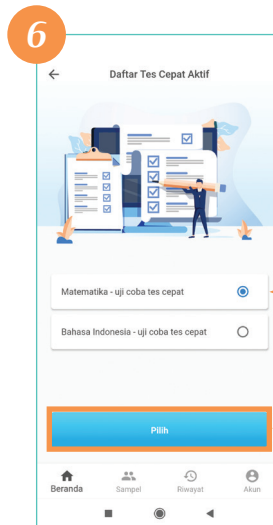 6
Daftar Tes Cepat Aktif
Matematika - uji coba tes cepat
Bahasa Indonesia - uji coba tes cepat
Pilih
Beranda
Sampel
Riwayat
Akun